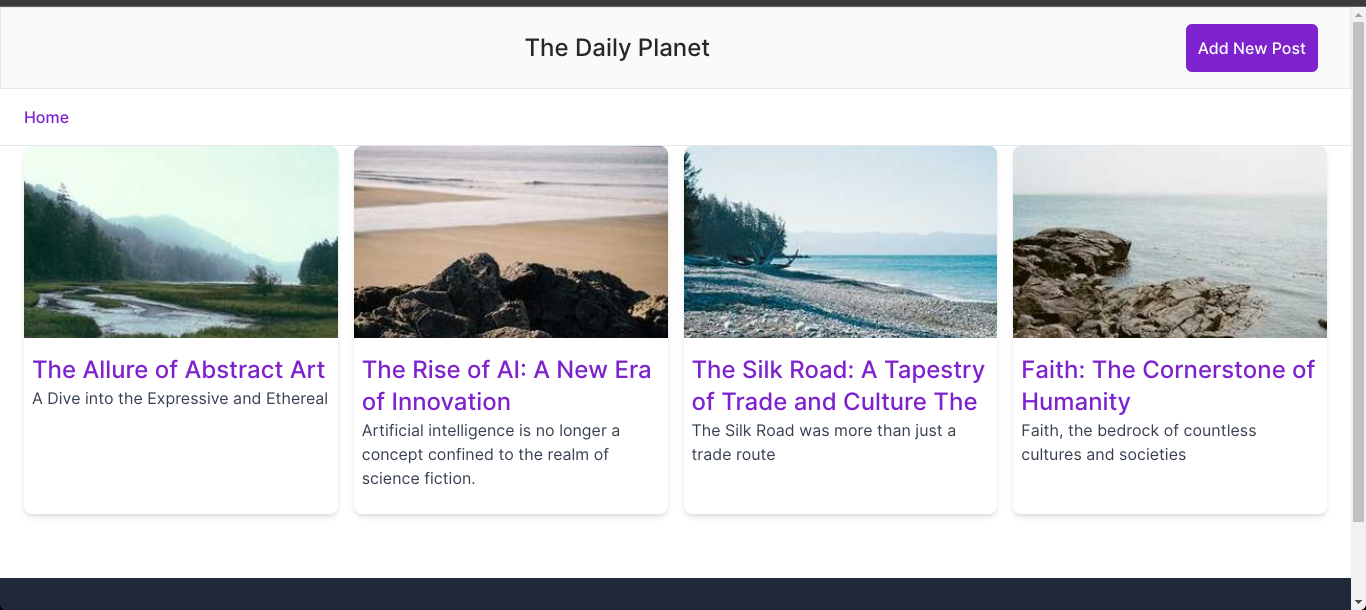 The Daily Planet
Add New Post
Home
The Allure of Abstract Art
A Dive into the Expressive and Ethereal
The Rise of AI: A New Era
of Innovation
Artificial intelligence is no longer a
concept confined to the realm of
science fiction.
The Silk Road: A Tapestry
of Trade and Culture The
The Silk Road was more than just a
trade route
Faith: The Cornerstone of
Humanity
Faith, the bedrock of countless
cultures and societies